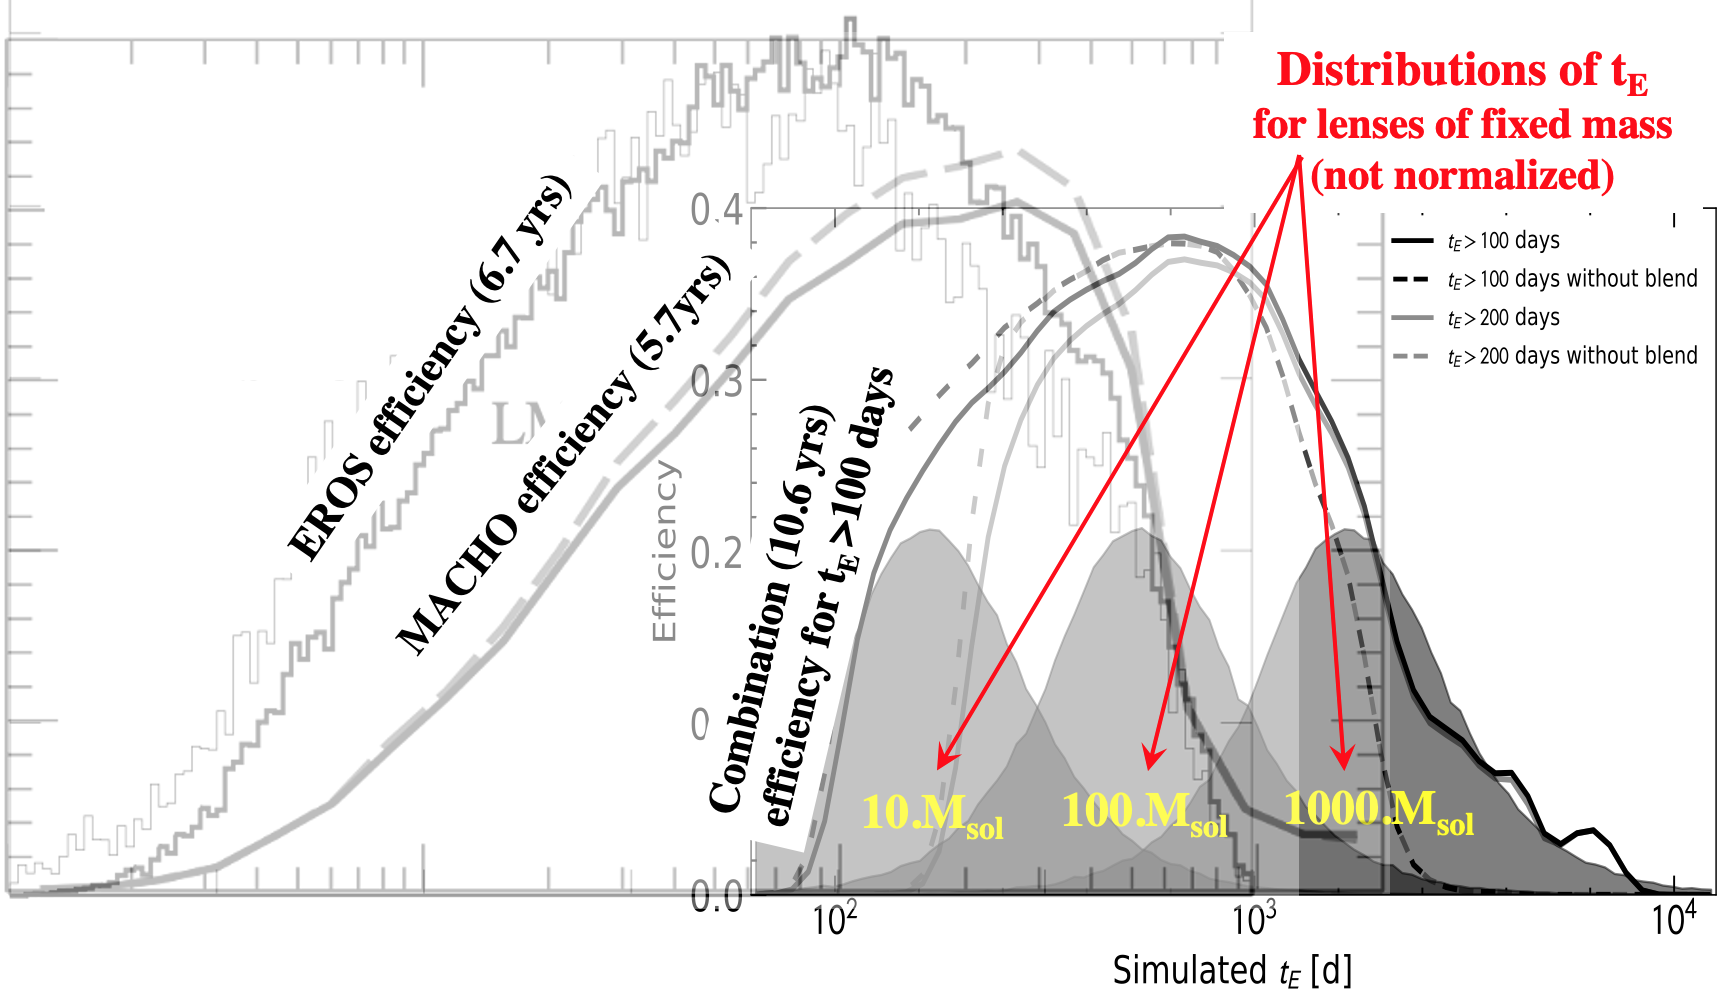 Distributions of tE
for lenses of fixed mass
(not normalized)
EROS efficiency (6.7 yrs)
MACHO efficiency (5.7yrs)
Combination (10.6 yrs)
efficiency for tE>100 days
tE > 100 days
tE > 100 days without blend
tE > 200 days
tE > 200 days without blend
Efficiency
0.4
0.3
0.2
0
0.0
10.Msol
100.Msol
1000.Msol
10²
10³
10⁴
Simulated tE [d]